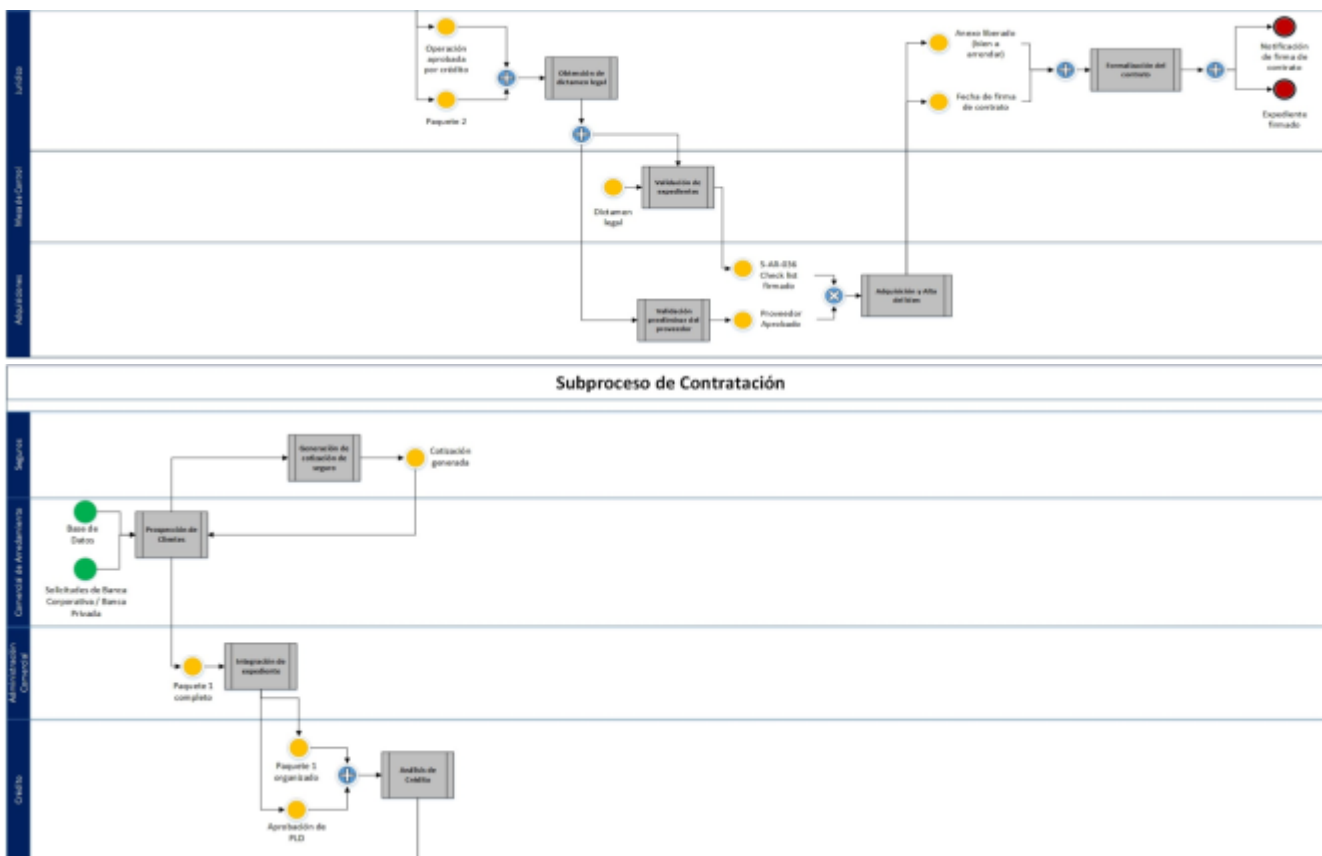 Jurídico
Operación
aprobada
por crédito
Paquete 2
Obtención de
dictamen legal
Anexo liberado
(bien a
arrendar)
Fecha de firma
de contrato
Formalización del
contrato
Notificación
de firma de
contrato
Expediente
firmado
Mesa de Control
Dictamen
legal
Validación de
expedientes
Adquisiciones
5-AR-036
Check list
firmado
Validación
preliminar del
proveedor
Proveedor
Aprobado
Adquisición y Alta
del bien
Subproceso de Contratación
Seguros
Generación de
cotización de
seguro
Cotización
generada
Comercial de Arrendamiento
Base de
Datos
Solicitudes de Banca
Corporativa / Banca
Privada
Prospección de
Clientes
Administración
Comercial
Paquete 1
completo
Integración de
expediente
Crédito
Paquete 1
organizado
Aprobación de
PLD
Análisis de
Crédito